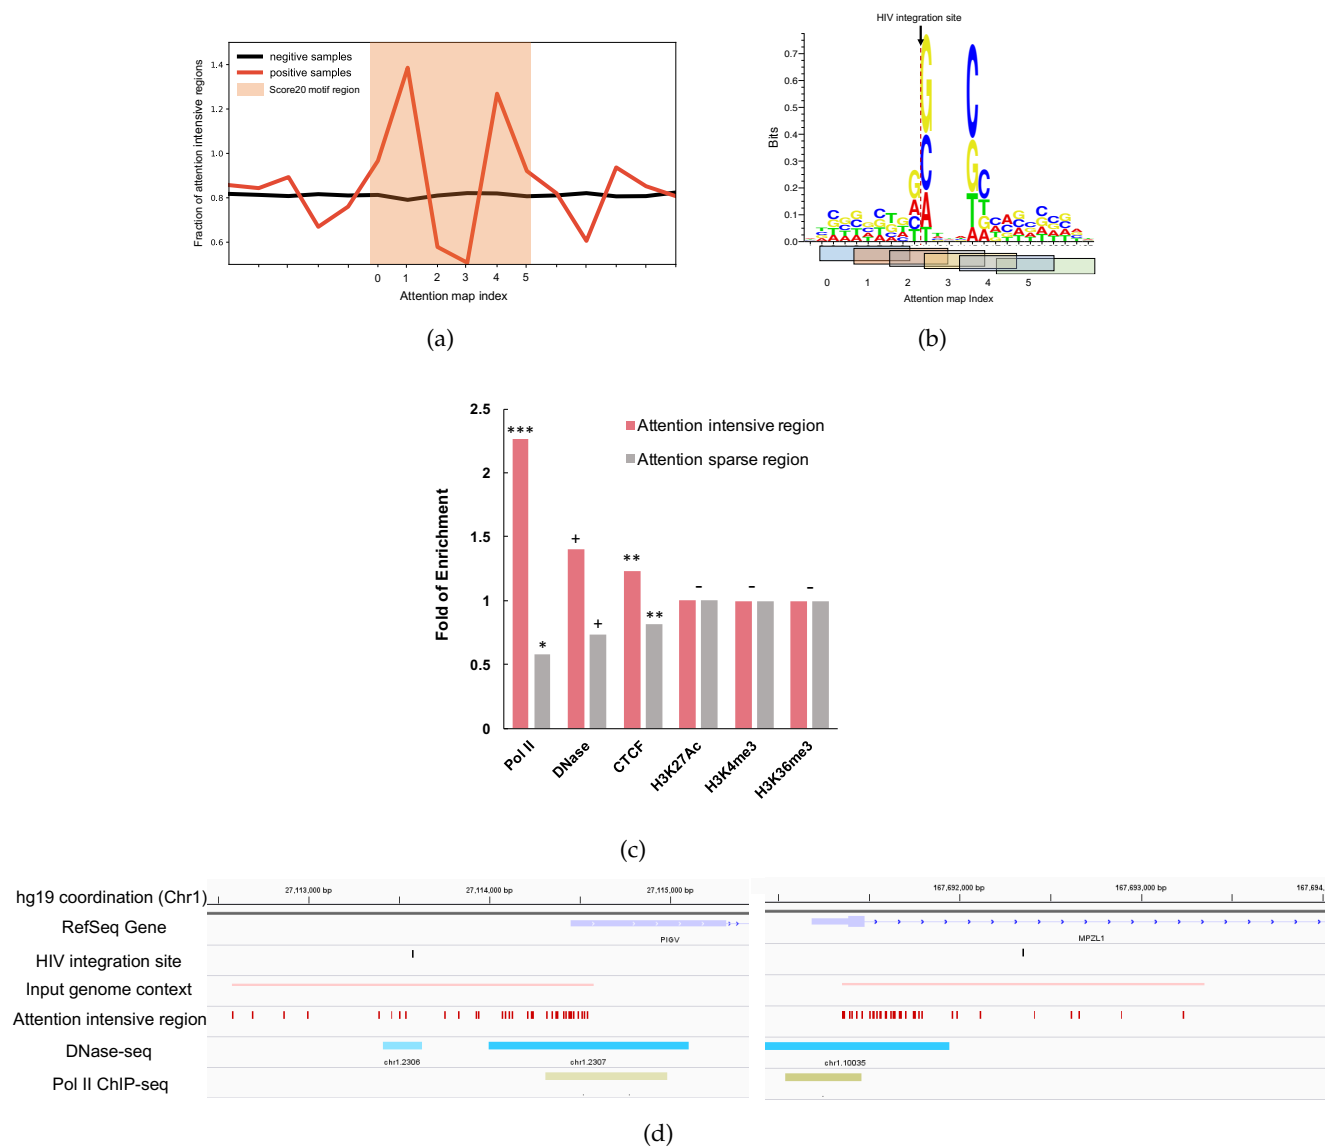 HIV integration site
negitive samples
positive samples
Score20 motif region
Fraction of attention intensive regions
1.4
1.2
1.0
0.8
0.6
0 1 2 3 4 5
Attention map index
(a)
Bits
0.7
0.6
0.5
0.4
0.3
0.2
0.1
0.0
0 1 2 3 4 5
Attention map Index
(b)
Fold of Enrichment
2.5
2
1.5
1
0.5
0
Attention intensive region
Attention sparse region
***
*
+
+
**
**
-
-
-
Pol II
DNase
CTCF
H3K27Ac
H3K4me3
H3K36me3
(c)
hg19 coordination (Chr1)
27,113,000 bp 27,114,000 bp 27,115,000 bp 167,692,000 bp 167,693,000 bp 167,694,
RefSeq Gene
PIGV MPZL1
HIV integration site
Input genome context
Attention intensive region
DNase-seq
chr1.2306 chr1.2307 chr1.10035
Pol II ChIP-seq
(d)